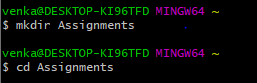 venka@DESKTOP-KI96TFD MINGW64 ~
$ mkdir Assignments
venka@DESKTOP-KI96TFD MINGW64 ~
$ cd Assignments